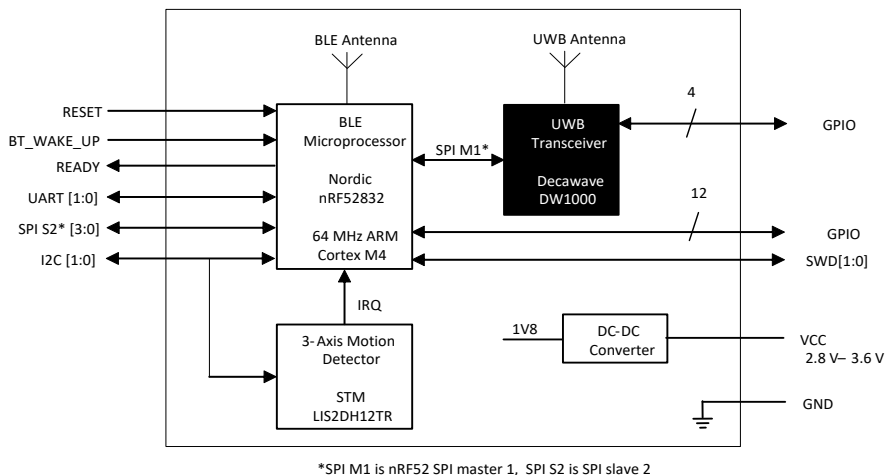 BLE Antenna
UWB Antenna
RESET
BT_WAKE_UP
READY
UART [1:0]
SPI S2* [3:0]
I2C [1:0]
BLE
Microprocessor
Nordic
nRF52832
64 MHz ARM
Cortex M4
SPI M1*
UWB
Transceiver
Decawave
DW1000
4
GPIO
12
GPIO
SWD[1:0]
IRQ
3-Axis Motion
Detector
STM
LIS2DH12TR
1V8
DC-DC
Converter
VCC
2.8 V– 3.6 V
GND
*SPI M1 is nRF52 SPI master 1, SPI S2 is SPI slave 2